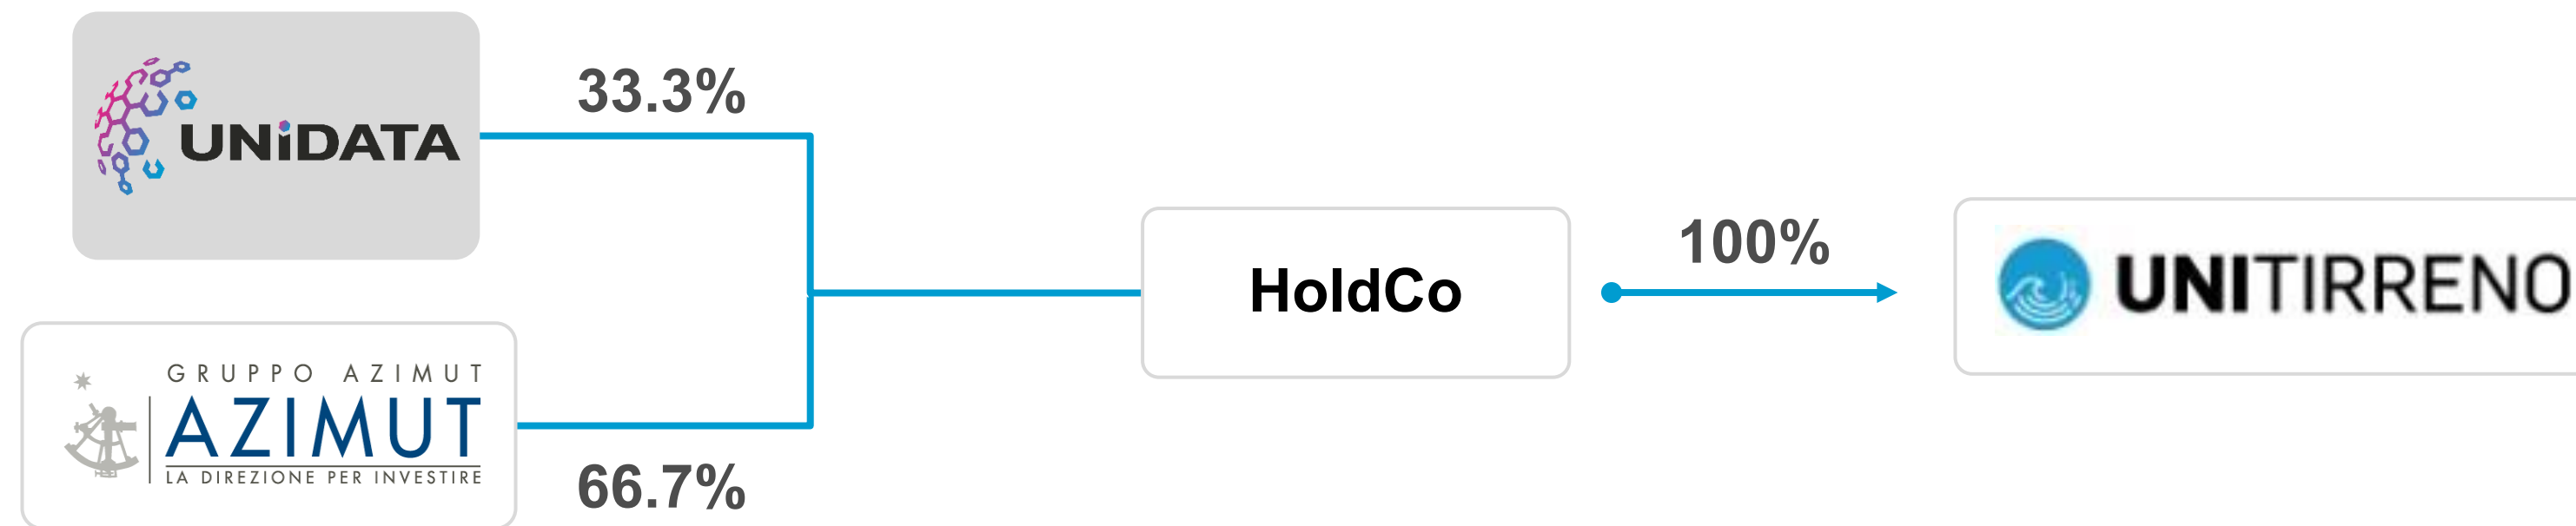 UNiDATA
33.3%
GRUPPO AZIMUT
AZIMUT
LA DIREZIONE PER INVESTIRE
66.7%
HoldCo
100%
UNITIRRENO